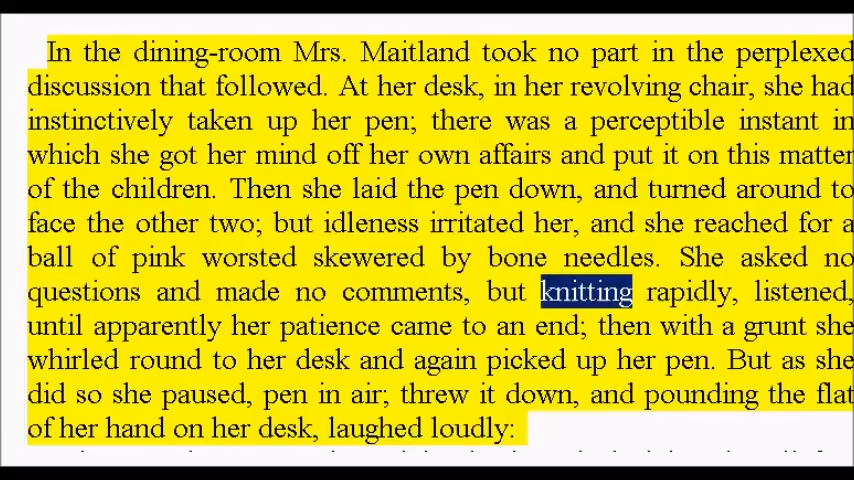 In the dining-room Mrs. Maitland took no part in the perplexed
discussion that followed. At her desk, in her revolving chair, she had
instinctively taken up her pen; there was a perceptible instant in
which she got her mind off her own affairs and put it on this matter
of the children. Then she laid the pen down, and turned around to
face the other two; but idleness irritated her, and she reached for a
ball of pink worsted skewered by bone needles. She asked no
questions and made no comments, but knitting rapidly, listened,
until apparently her patience came to an end; then with a grunt she
whirled round to her desk and again picked up her pen. But as she
did so she paused, pen in air; threw it down, and pounding the flat
of her hand on her desk, laughed loudly: